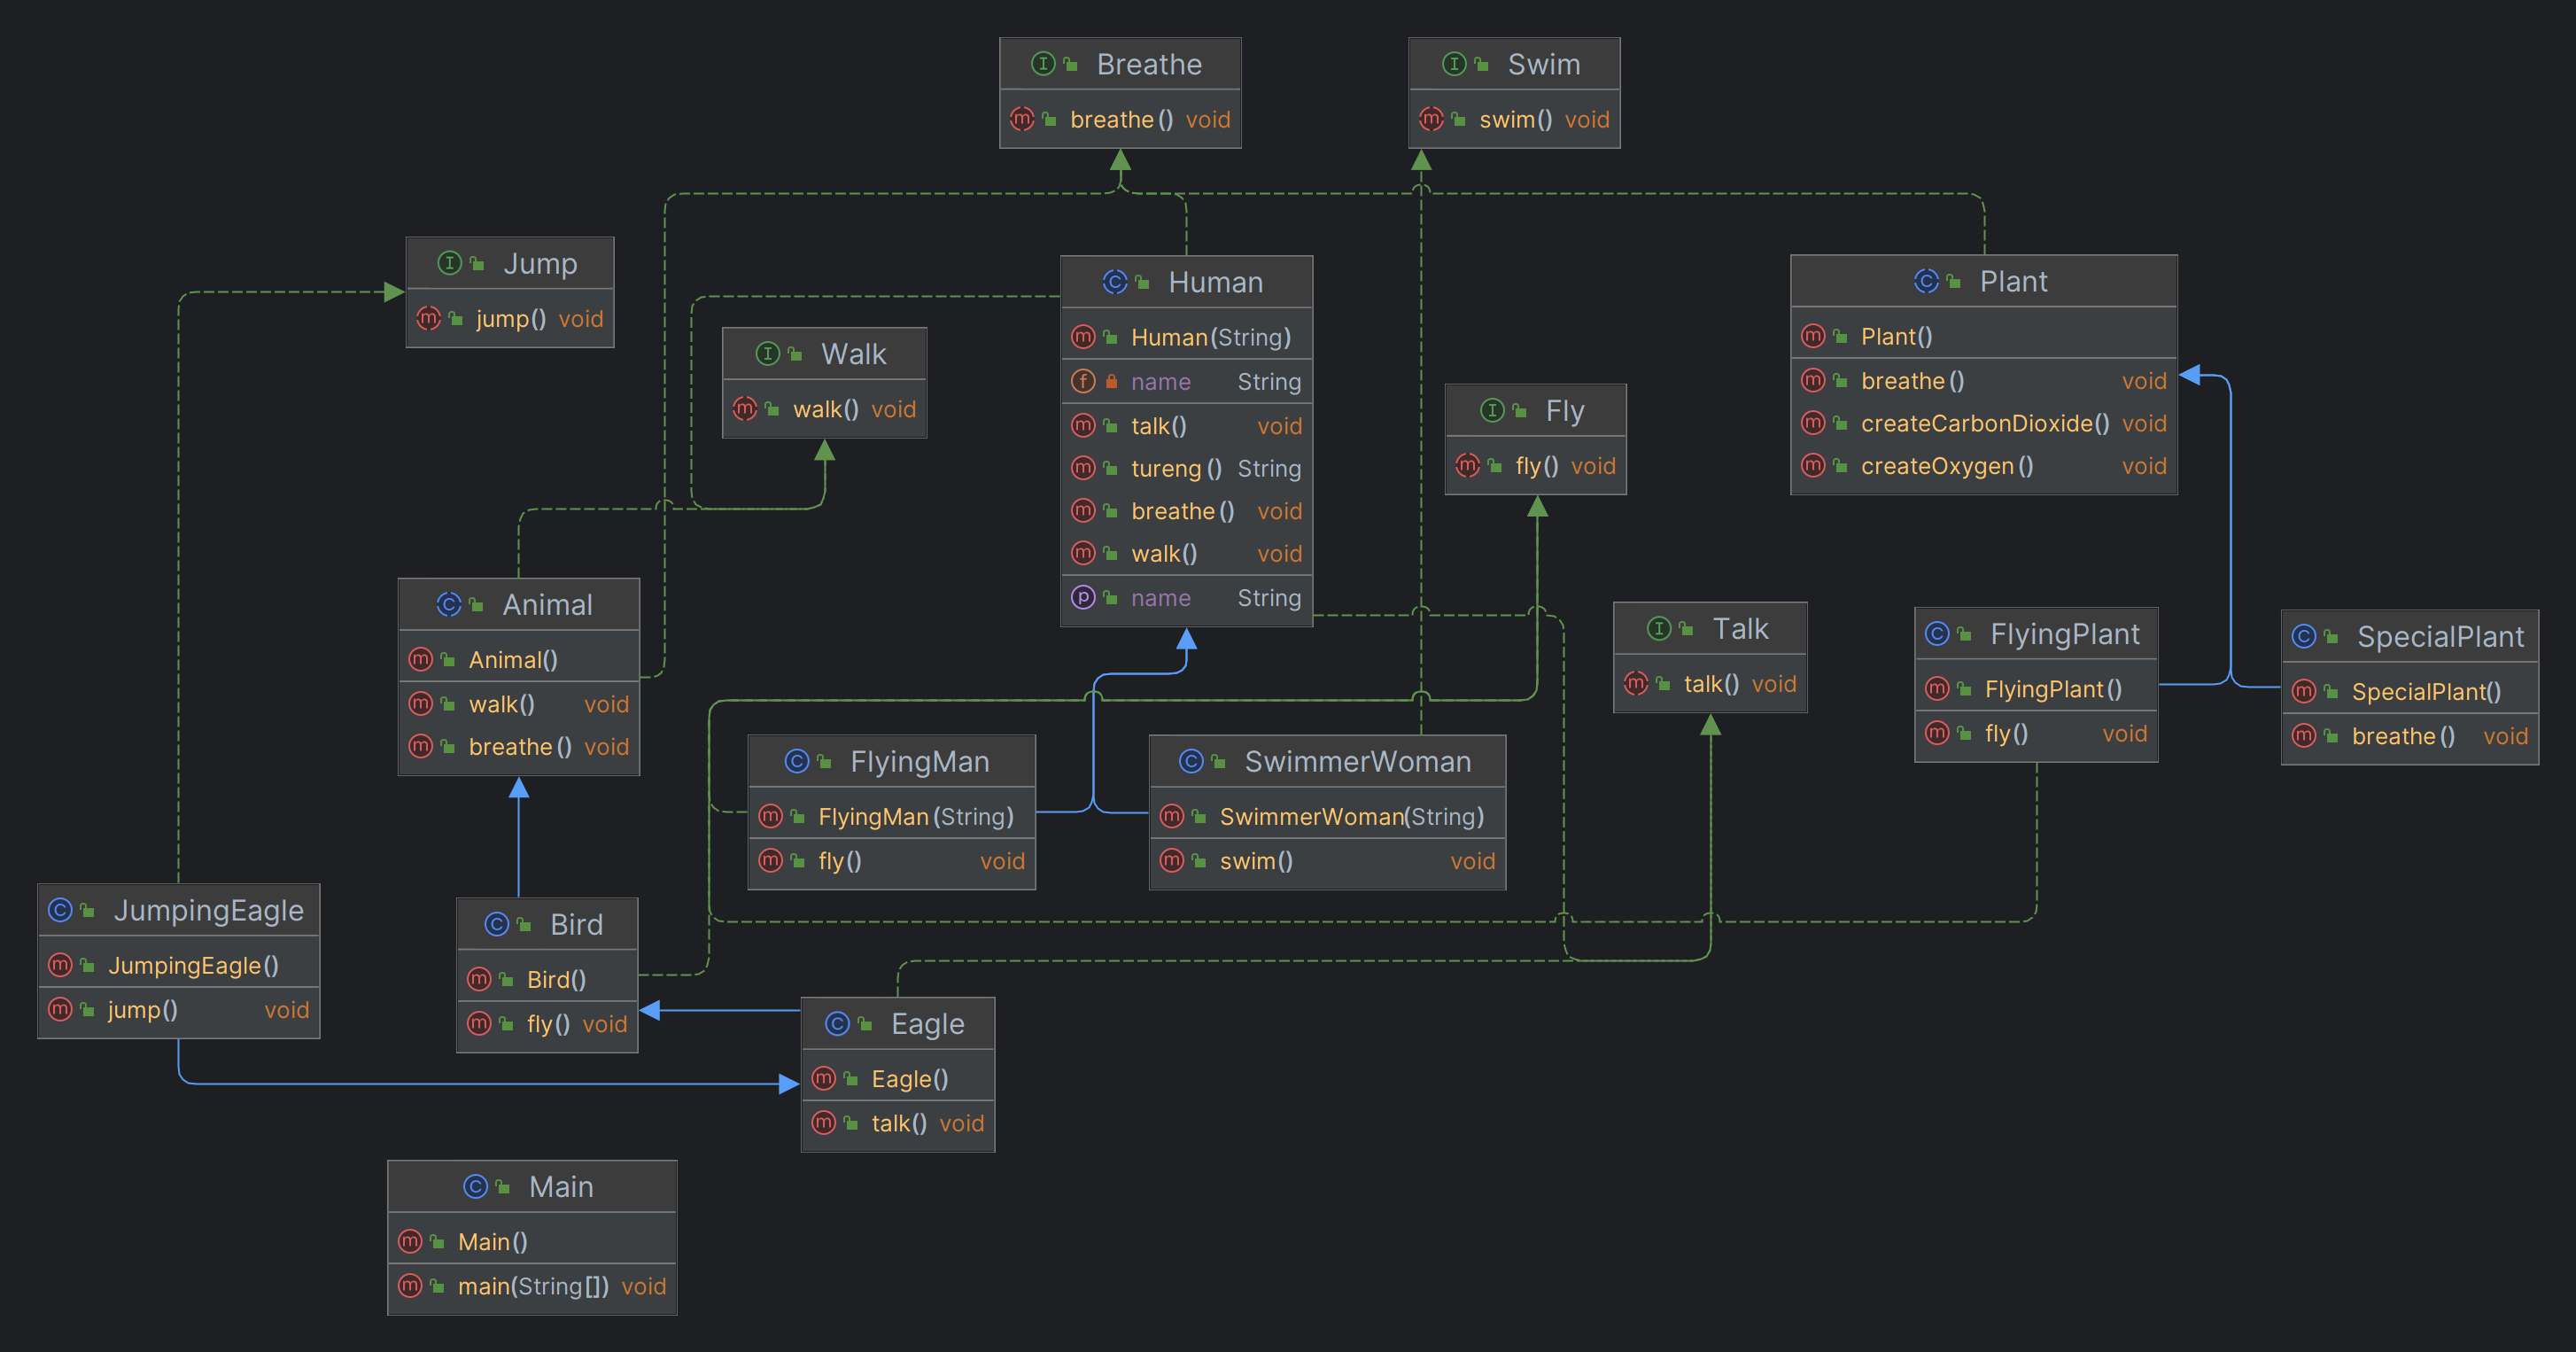 Breathe
breathe() void
Swim
swim() void
Jump
jump() void
Human
Human(String)
name String
talk() void
tureng() String
breathe() void
walk() void
name String
Plant
Plant()
breathe() void
createCarbonDioxide() void
createOxygen() void
Walk
walk() void
Fly
fly() void
Animal
Animal()
walk() void
breathe() void
Talk
talk() void
FlyingPlant
FlyingPlant()
fly() void
SpecialPlant
SpecialPlant()
breathe() void
FlyingMan
FlyingMan(String)
fly() void
SwimmerWoman
SwimmerWoman(String)
swim() void
JumpingEagle
JumpingEagle()
jump() void
Bird
Bird()
fly() void
Eagle
Eagle()
talk() void
Main
Main()
main(String[]) void